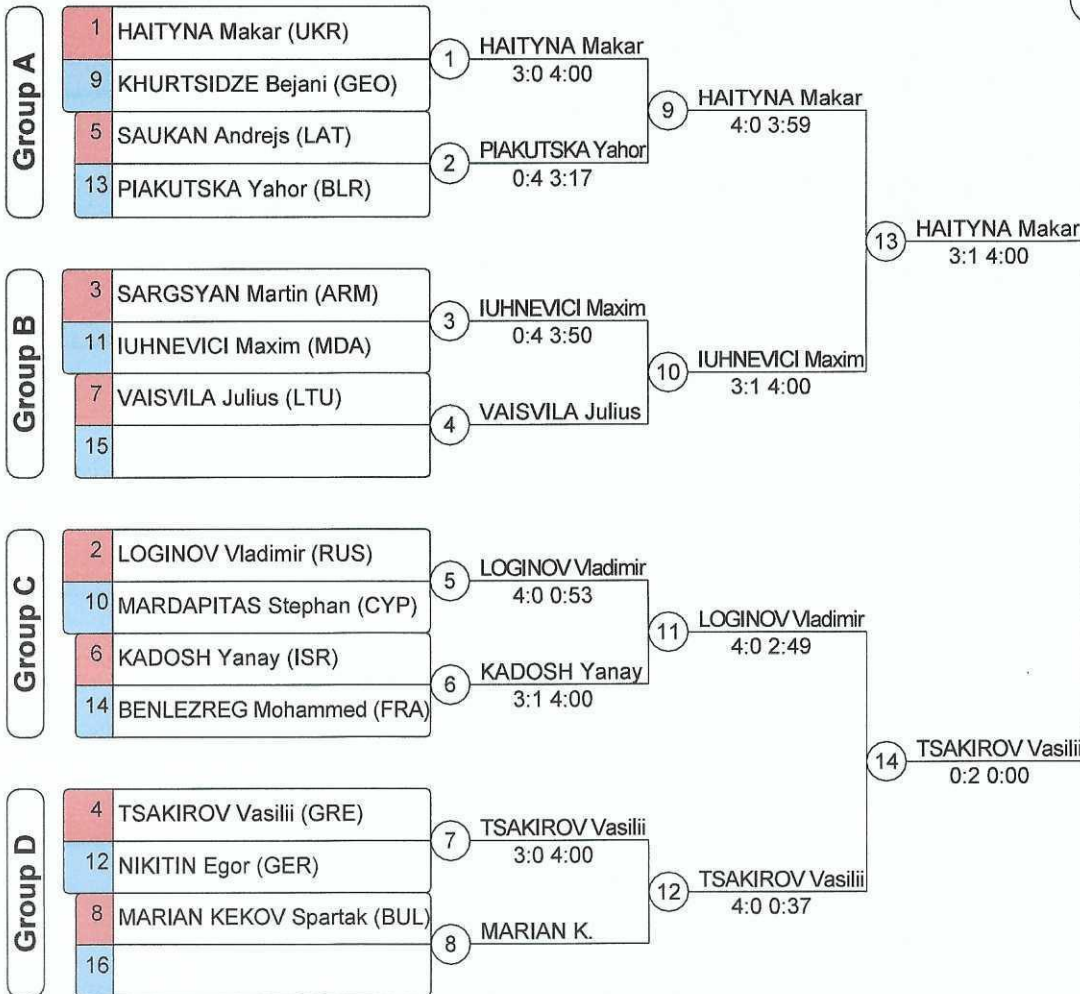 Group A
1 HAITYNA Makar (UKR)
9 KHURTSIDZE Bejani (GEO)
5 SAUKAN Andrejs (LAT)
13 PIAKUTSKA Yahor (BLR)
1 HAITYNA Makar
3:0 4:00
2 PIAKUTSKA Yahor
0:4 3:17
9 HAITYNA Makar
4:0 3:59
Group B
3 SARGSYAN Martin (ARM)
11 IUHNEVICI Maxim (MDA)
7 VAISVILA Julius (LTU)
15
3 IUHNEVICI Maxim
0:4 3:50
4 VAISVILA Julius
10 IUHNEVICI Maxim
3:1 4:00
13 HAITYNA Makar
3:1 4:00
Group C
2 LOGINOV Vladimir (RUS)
10 MARDAPITAS Stephan (CYP)
6 KADOSH Yanay (ISR)
14 BENLEZREG Mohammed (FRA)
5 LOGINOV Vladimir
4:0 0:53
6 KADOSH Yanay
3:1 4:00
11 LOGINOV Vladimir
4:0 2:49
Group D
4 TSAKIROV Vasilii (GRE)
12 NIKITIN Egor (GER)
8 MARIAN KEKOV Spartak (BUL)
16
7 TSAKIROV Vasilii
3:0 4:00
8 MARIAN K.
12 TSAKIROV Vasilii
4:0 0:37
14 TSAKIROV Vasilii
0:2 0:00